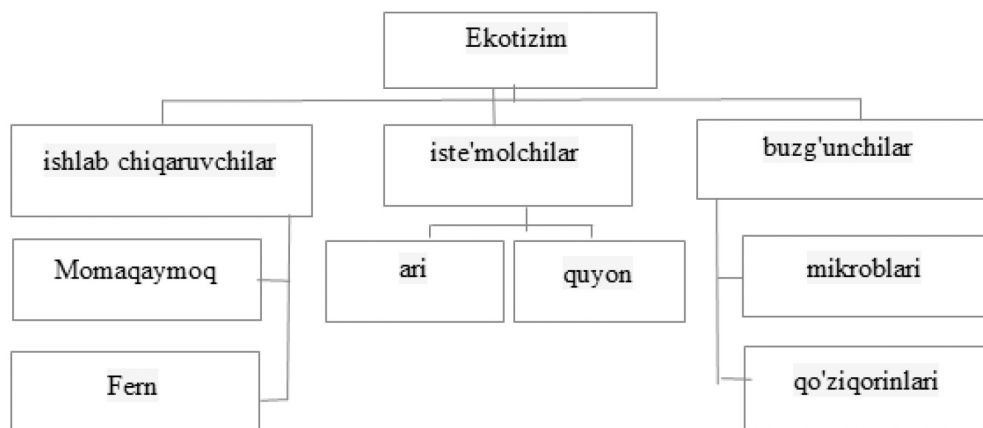 Ekotizim
ishlab chiqaruvchilar
iste'molchilar
buzg'unchilar
Momaqaymoq
ari
quyon
mikroblari
Fern
qo'ziqorinlari